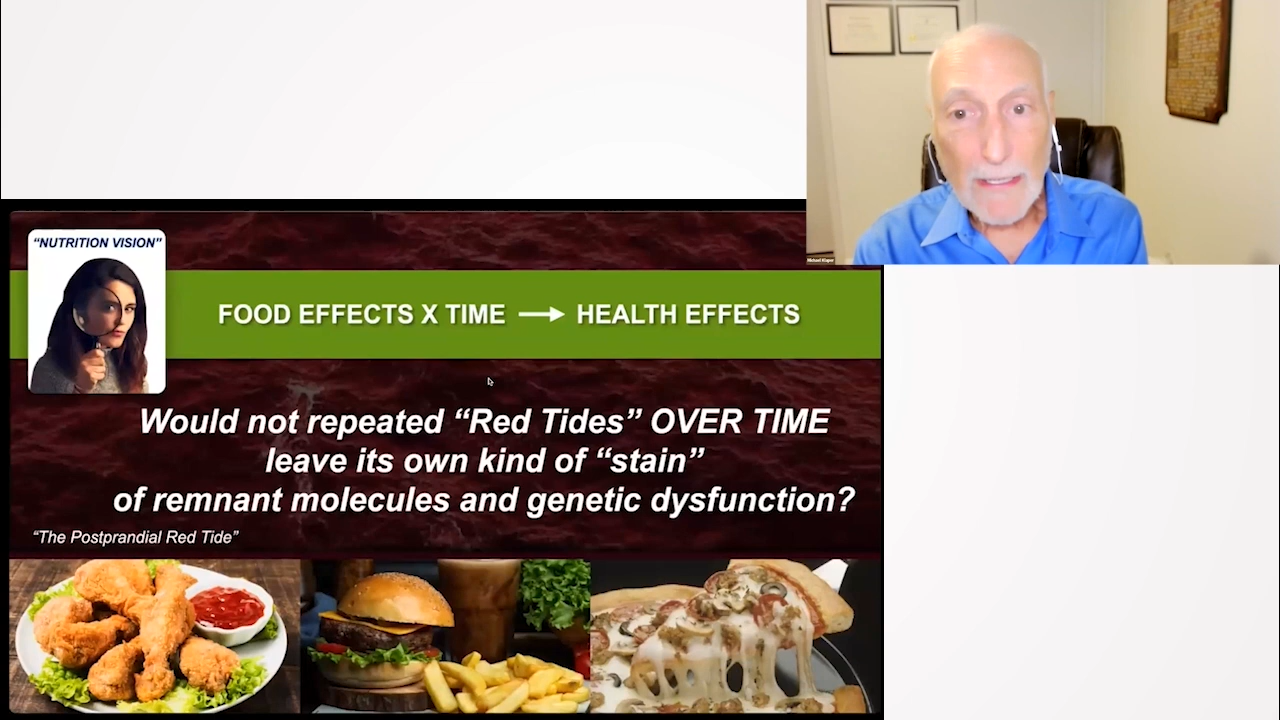 “NUTRITION VISION”
FOOD EFFECTS X TIME → HEALTH EFFECTS
Would not repeated “Red Tides” OVER TIME
leave its own kind of “stain”
of remnant molecules and genetic dysfunction?
“The Postprandial Red Tide”